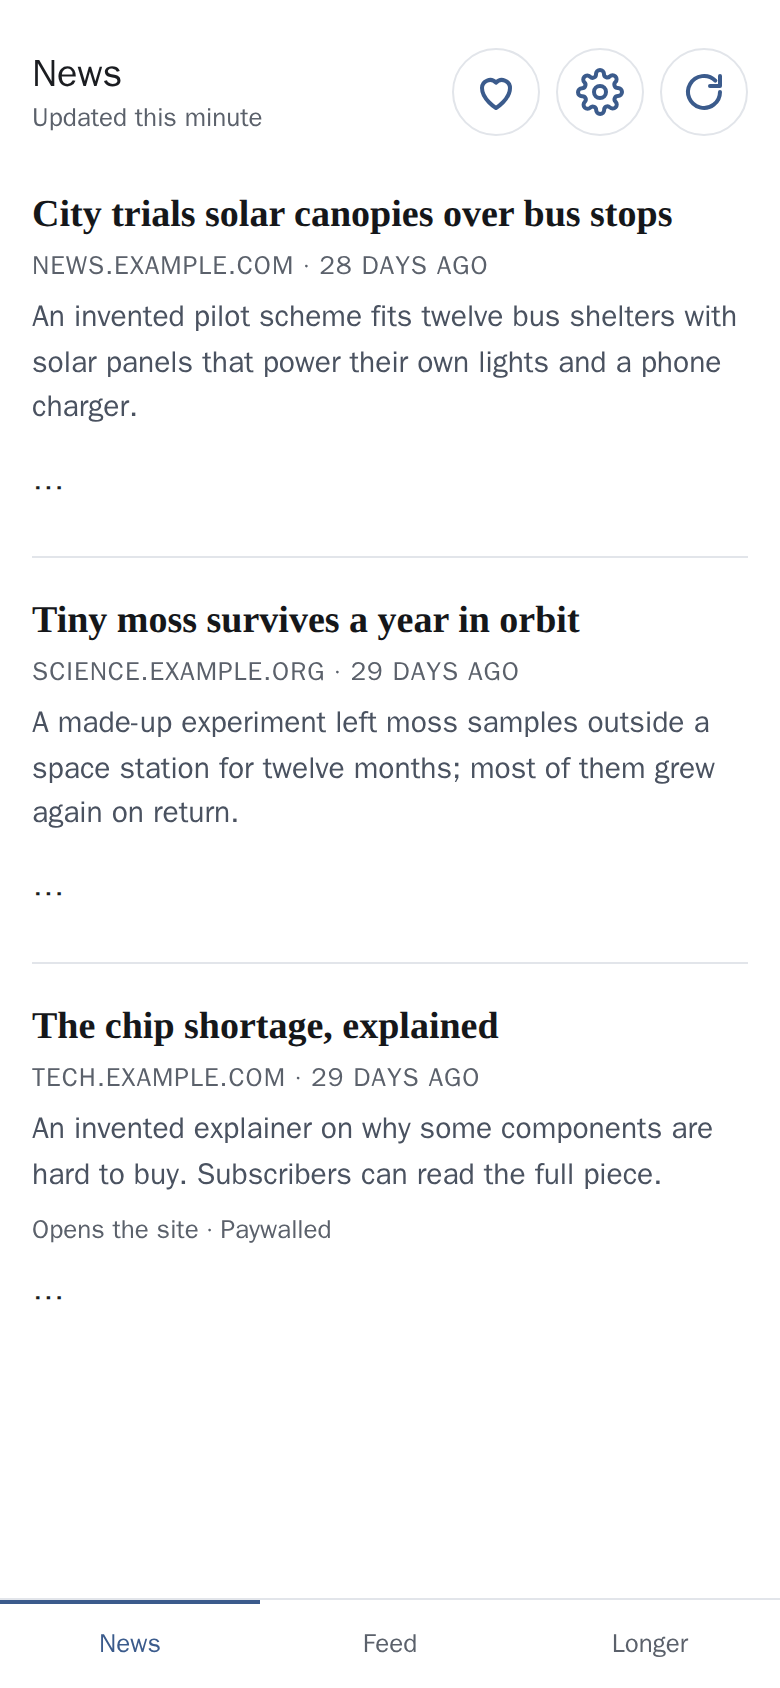 News
Updated this minute
City trials solar canopies over bus stops
NEWS.EXAMPLE.COM · 28 DAYS AGO
An invented pilot scheme fits twelve bus shelters with
solar panels that power their own lights and a phone
charger.
...
Tiny moss survives a year in orbit
SCIENCE.EXAMPLE.ORG · 29 DAYS AGO
A made-up experiment left moss samples outside a
space station for twelve months; most of them grew
again on return.
...
The chip shortage, explained
TECH.EXAMPLE.COM · 29 DAYS AGO
An invented explainer on why some components are
hard to buy. Subscribers can read the full piece.
Opens the site · Paywalled
...
News
Feed
Longer